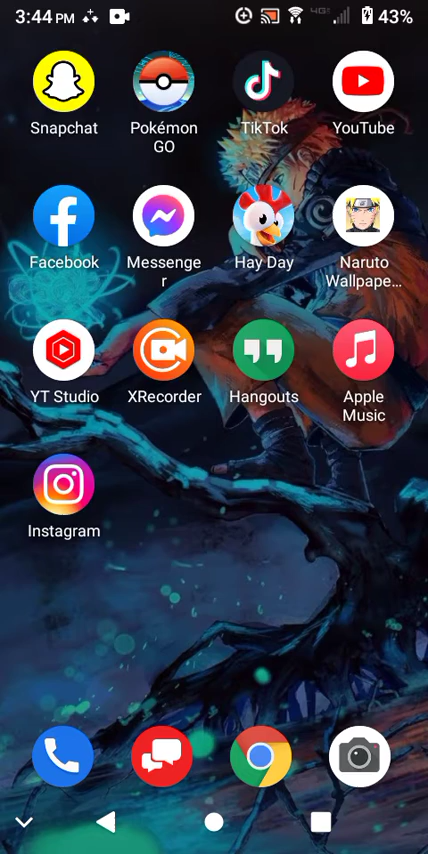 3:44 PM 4G 43%
Snapchat
Pokémon
GO
TikTok
YouTube
Facebook
Messenge
r
Hay Day
Naruto
Wallpape...
YT Studio
XRecorder
Hangouts
Apple
Music
Instagram